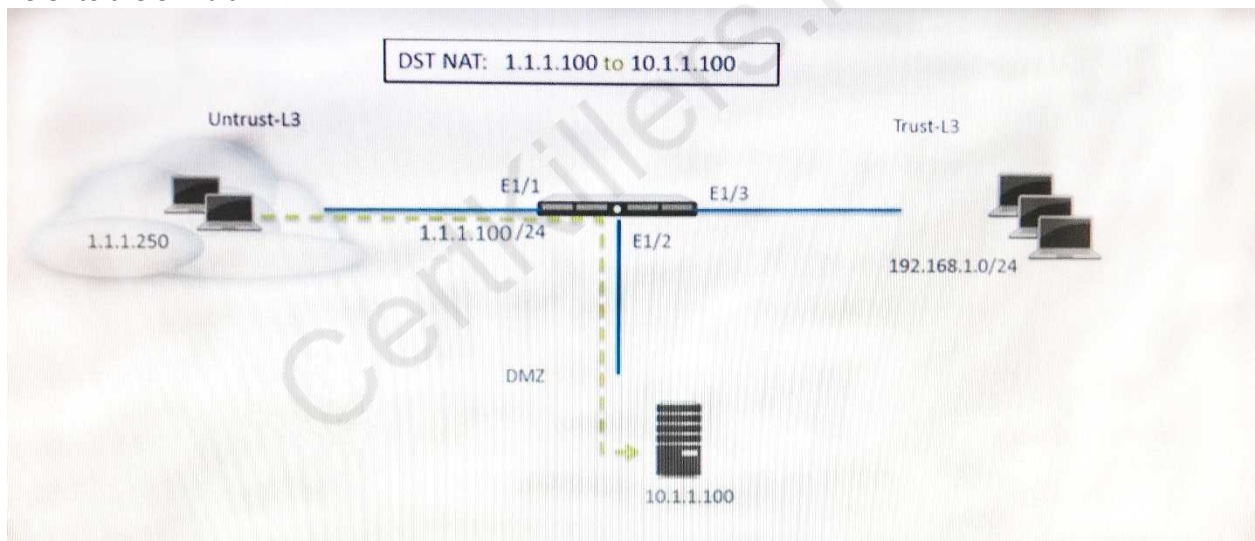 DST NAT: 1.1.1.100 to 10.1.1.100
Untrust-L3
Trust-L3
E1/1
E1/3
1.1.1.100/24
E1/2
1.1.1.250
192.168.1.0/24
DMZ
10.1.1.100